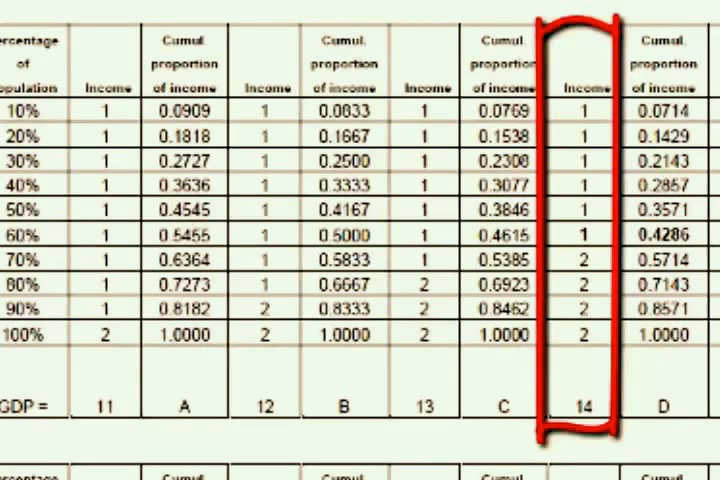 ercentage Cumul. Cumul. Cumul. Cumul.
of proportion proportion proportion proportion
opulation Income of income Income of income Income of income Income of income
10% 1 0.0909 1 0.0833 1 0.0769 1 0.0714
20% 1 0.1818 1 0.1667 1 0.1538 1 0.1429
30% 1 0.2727 1 0.2500 1 0.2308 1 0.2143
40% 1 0.3636 1 0.3333 1 0.3077 1 0.2857
50% 1 0.4545 1 0.4167 1 0.3846 1 0.3571
60% 1 0.5455 1 0.5000 1 0.4615 1 0.4286
70% 1 0.6364 1 0.5833 1 0.5385 2 0.5714
80% 1 0.7273 1 0.6667 2 0.6923 2 0.7143
90% 1 0.8182 2 0.8333 2 0.8462 2 0.8571
100% 2 1.0000 2 1.0000 2 1.0000 2 1.0000
GDP = 11 A 12 B 13 C 14 D
ercentage Cumul. Cumul. Cumul. Cumul.